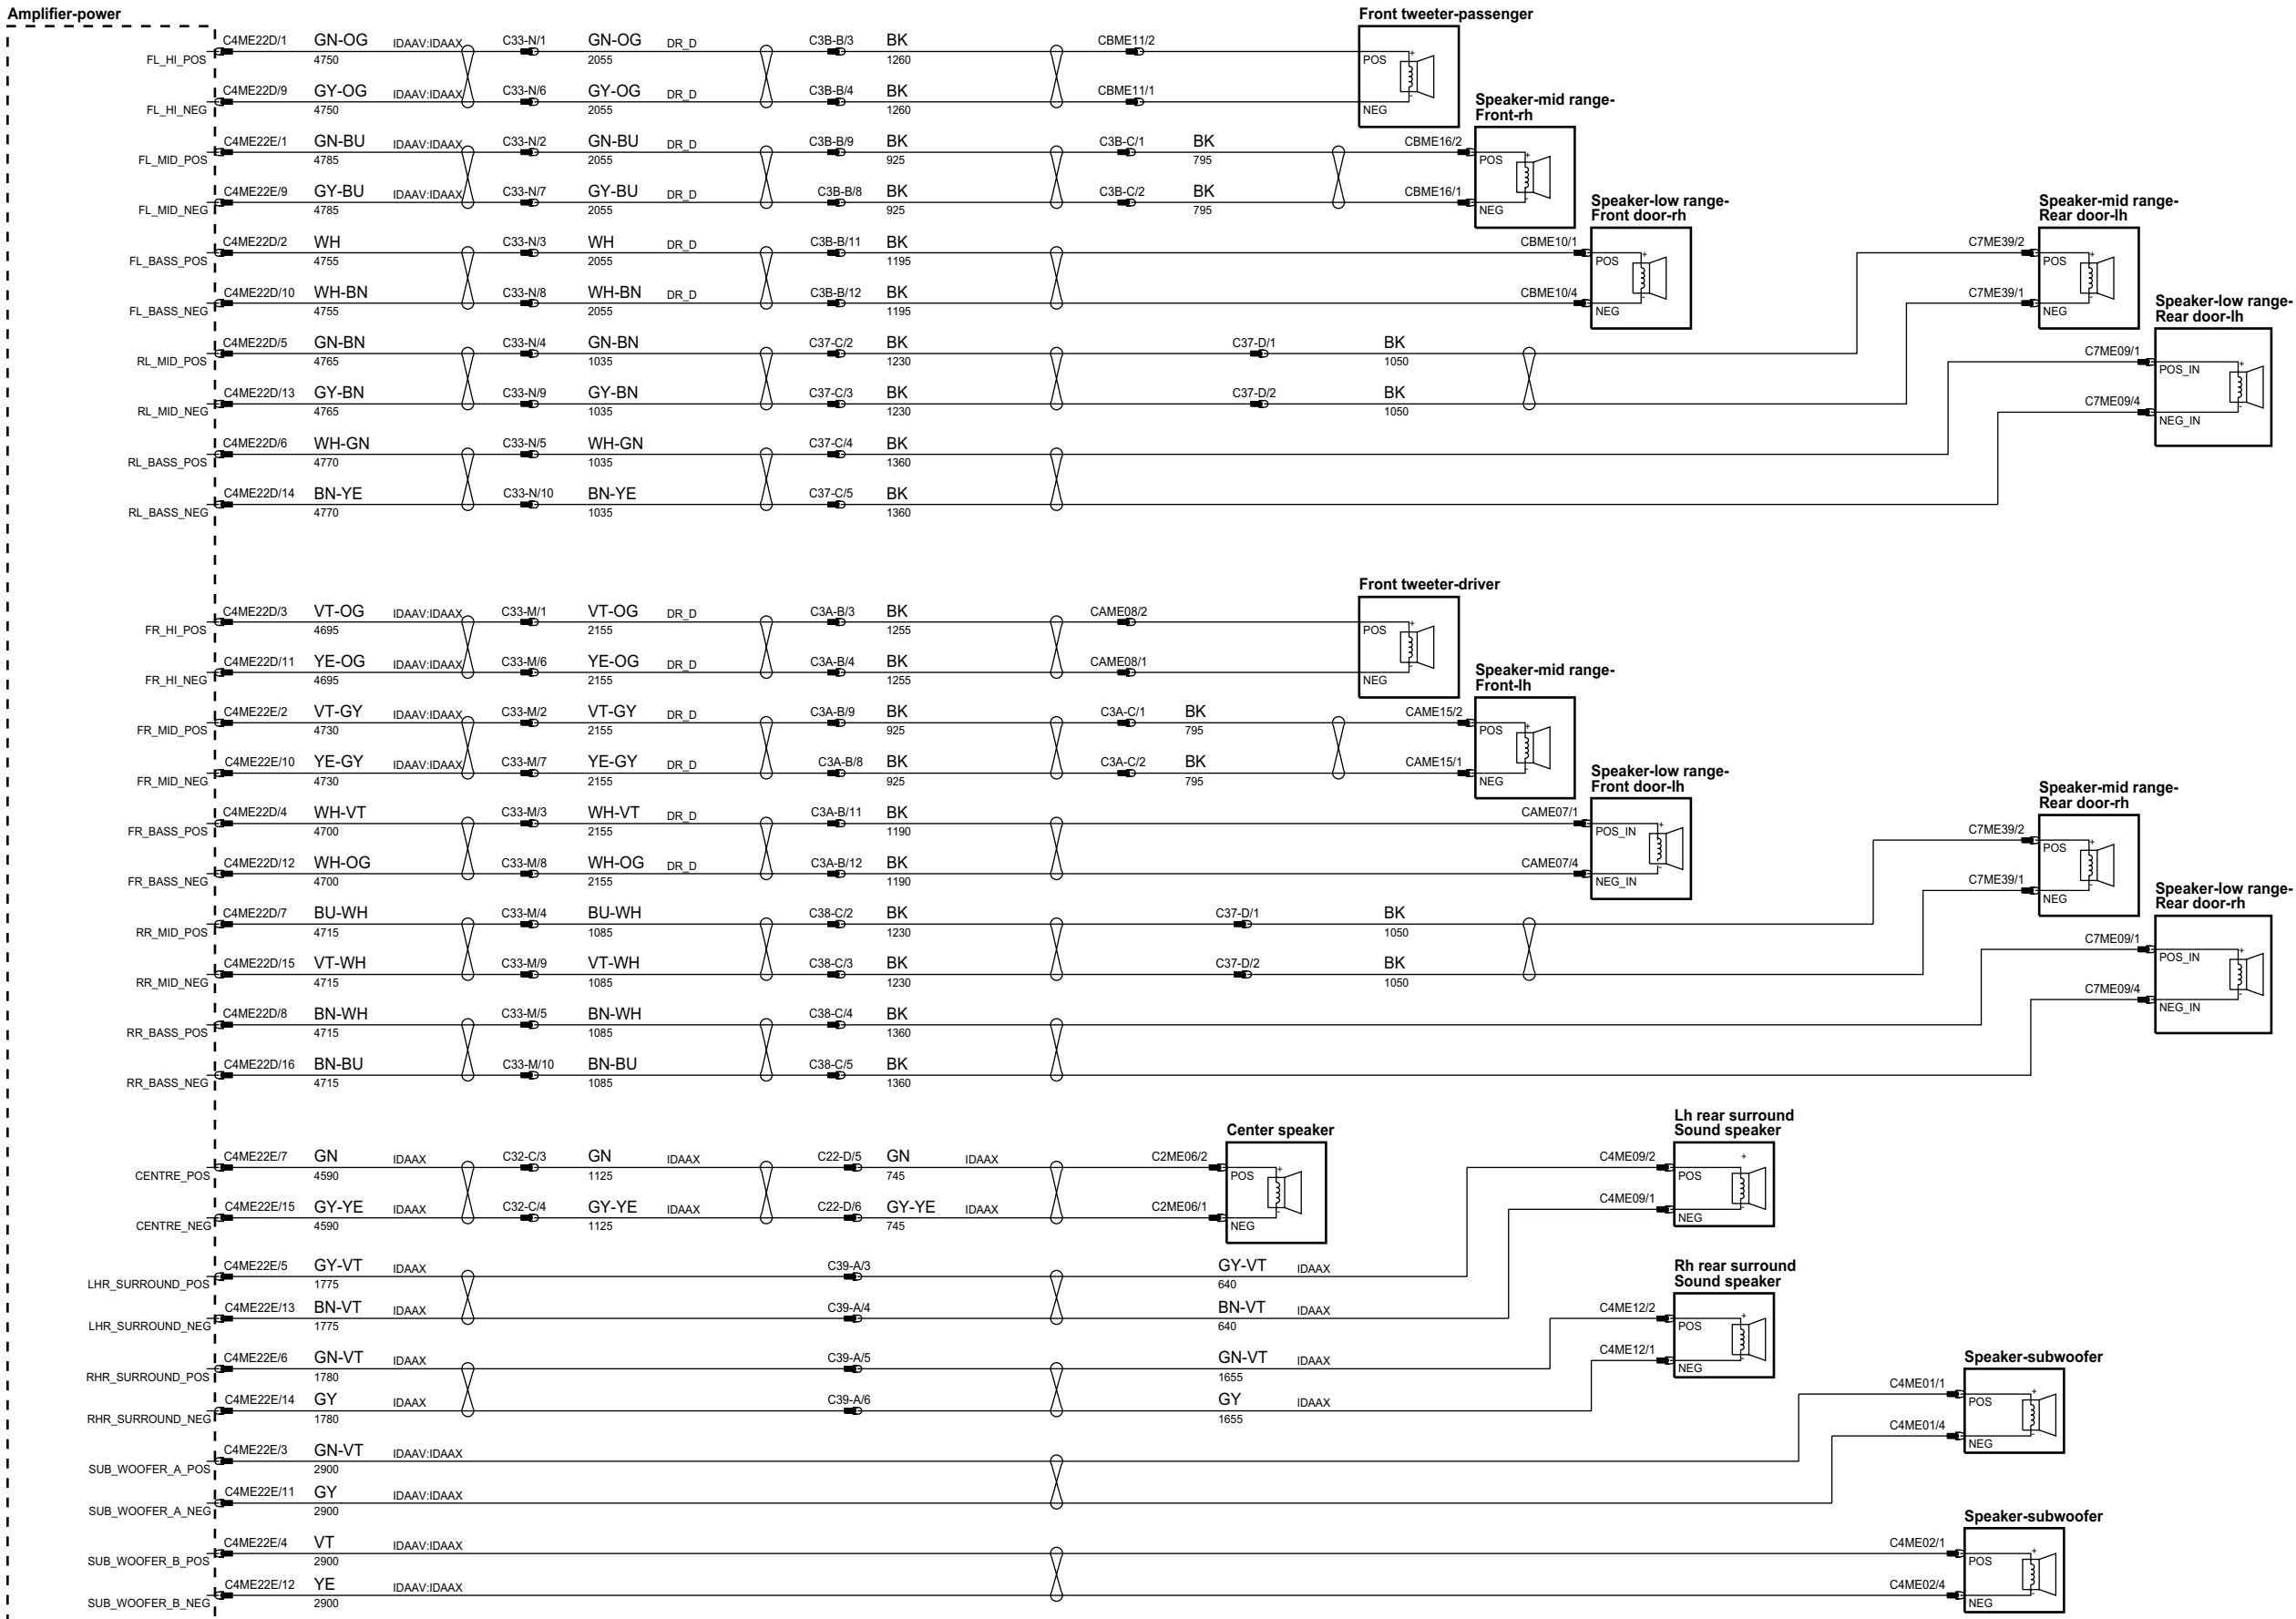 Amplifier-power
Front tweeter-passenger
C4ME22D/1 GN-OG IDAAV:IDAAX C33-N/1 GN-OG DR_D C3B-B/3 BK CBME11/2
FL_HI_POS 4750 2055 1260 POS +
C4ME22D/9 GY-OG IDAAV:IDAAX C33-N/6 GY-OG DR_D C3B-B/4 BK CBME11/1 -
FL_HI_NEG 4750 2055 1260 NEG
Speaker-mid range-
Front-rh
C4ME22E/1 GN-BU IDAAV:IDAAX C33-N/2 GN-BU DR_D C3B-B/9 BK C3B-C/1 BK CBME16/2
FL_MID_POS 4785 2055 925 795 POS +
C4ME22E/9 GY-BU IDAAV:IDAAX C33-N/7 GY-BU DR_D C3B-B/8 BK C3B-C/2 BK CBME16/1 -
FL_MID_NEG 4785 2055 925 795 NEG
Speaker-low range-
Front door-rh
Speaker-mid range-
Rear door-lh
C4ME22D/2 WH C33-N/3 WH DR_D C3B-B/11 BK CBME10/1 C7ME39/2
FL_BASS_POS 4755 2055 1195 POS + POS +
C4ME22D/10 WH-BN C33-N/8 WH-BN DR_D C3B-B/12 BK CBME10/4 - C7ME39/1 -
FL_BASS_NEG 4755 2055 1195 NEG NEG
Speaker-low range-
Rear door-lh
C4ME22D/5 GN-BN C33-N/4 GN-BN C37-C/2 BK C37-D/1 BK C7ME09/1
RL_MID_POS 4765 1035 1230 1050 POS_IN +
C4ME22D/13 GY-BN C33-N/9 GY-BN C37-C/3 BK C37-D/2 BK C7ME09/4 -
RL_MID_NEG 4765 1035 1230 1050 NEG_IN
C4ME22D/6 WH-GN C33-N/5 WH-GN C37-C/4 BK
RL_BASS_POS 4770 1035 1360
C4ME22D/14 BN-YE C33-N/10 BN-YE C37-C/5 BK
RL_BASS_NEG 4770 1035 1360
Front tweeter-driver
C4ME22D/3 VT-OG IDAAV:IDAAX C33-M/1 VT-OG DR_D C3A-B/3 BK CAME08/2
FR_HI_POS 4695 2155 1255 POS +
C4ME22D/11 YE-OG IDAAV:IDAAX C33-M/6 YE-OG DR_D C3A-B/4 BK CAME08/1 -
FR_HI_NEG 4695 2155 1255 NEG
Speaker-mid range-
Front-lh
C4ME22E/2 VT-GY IDAAV:IDAAX C33-M/2 VT-GY DR_D C3A-B/9 BK C3A-C/1 BK CAME15/2
FR_MID_POS 4730 2155 925 795 POS +
C4ME22E/10 YE-GY IDAAV:IDAAX C33-M/7 YE-GY DR_D C3A-B/8 BK C3A-C/2 BK CAME15/1 -
FR_MID_NEG 4730 2155 925 795 NEG
Speaker-low range-
Front door-lh
Speaker-mid range-
Rear door-rh
C4ME22D/4 WH-VT C33-M/3 WH-VT DR_D C3A-B/11 BK CAME07/1 C7ME39/2
FR_BASS_POS 4700 2155 1190 POS_IN + POS +
C4ME22D/12 WH-OG C33-M/8 WH-OG DR_D C3A-B/12 BK CAME07/4 - C7ME39/1 -
FR_BASS_NEG 4700 2155 1190 NEG_IN NEG
Speaker-low range-
Rear door-rh
C4ME22D/7 BU-WH C33-M/4 BU-WH C38-C/2 BK C37-D/1 BK C7ME09/1
RR_MID_POS 4715 1085 1230 1050 POS_IN +
C4ME22D/15 VT-WH C33-M/9 VT-WH C38-C/3 BK C37-D/2 BK C7ME09/4 -
RR_MID_NEG 4715 1085 1230 1050 NEG_IN
C4ME22D/8 BN-WH C33-M/5 BN-WH C38-C/4 BK
RR_BASS_POS 4715 1085 1360
C4ME22D/16 BN-BU C33-M/10 BN-BU C38-C/5 BK
RR_BASS_NEG 4715 1085 1360
Center speaker
Lh rear surround
Sound speaker
C4ME22E/7 GN IDAAX C32-C/3 GN IDAAX C22-D/5 GN IDAAX C2ME06/2 C4ME09/2 +
CENTRE_POS 4590 1125 745 POS + POS
C4ME22E/15 GY-YE IDAAX C32-C/4 GY-YE IDAAX C22-D/6 GY-YE IDAAX C2ME06/1 - C4ME09/1 -
CENTRE_NEG 4590 1125 745 NEG NEG
Rh rear surround
Sound speaker
C4ME22E/5 GY-VT IDAAX C39-A/3 GY-VT IDAAX
LHR_SURROUND_POS 1775 640
C4ME22E/13 BN-VT IDAAX C39-A/4 BN-VT IDAAX C4ME12/2
LHR_SURROUND_NEG 1775 640 POS +
C4ME22E/6 GN-VT IDAAX C39-A/5 GN-VT IDAAX C4ME12/1 -
RHR_SURROUND_POS 1780 1655 NEG
Speaker-subwoofer
C4ME22E/14 GY IDAAX C39-A/6 GY IDAAX C4ME01/1
RHR_SURROUND_NEG 1780 1655 POS +
C4ME22E/3 GN-VT IDAAV:IDAAX C4ME01/4 -
SUB_WOOFER_A_POS 2900 NEG
C4ME22E/11 GY IDAAV:IDAAX
SUB_WOOFER_A_NEG 2900
Speaker-subwoofer
C4ME22E/4 VT IDAAV:IDAAX C4ME02/1
SUB_WOOFER_B_POS 2900 POS +
C4ME22E/12 YE IDAAV:IDAAX C4ME02/4 -
SUB_WOOFER_B_NEG 2900 NEG